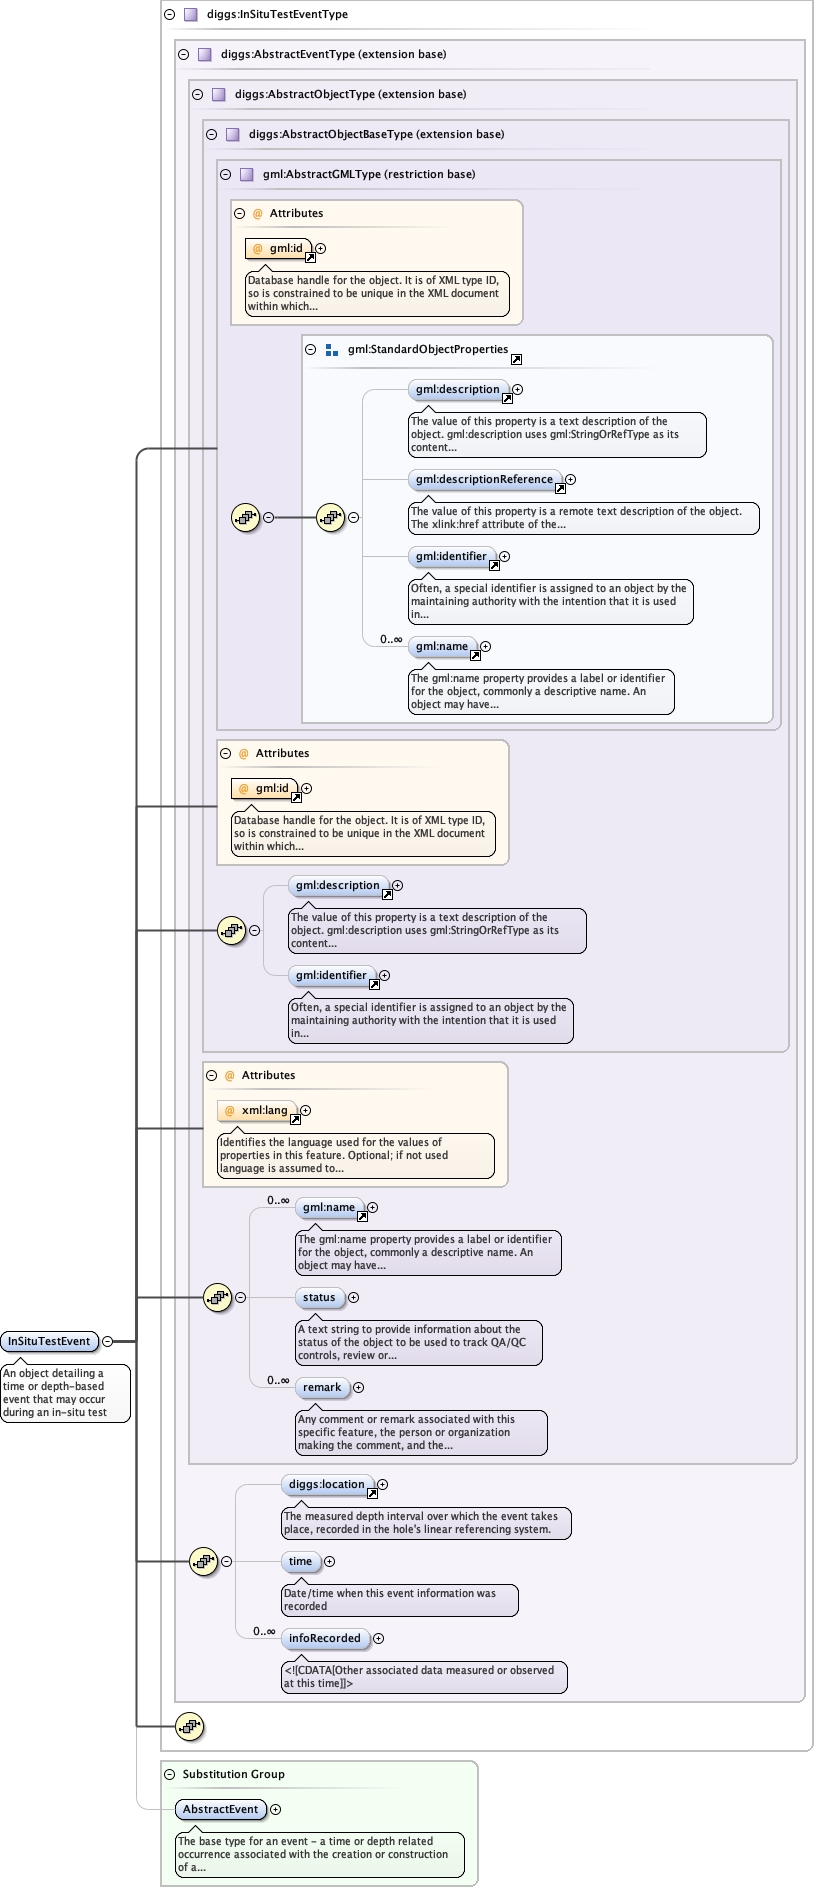 diggs:InSituTestEventType
diggs:AbstractEventType (extension base)
diggs:AbstractObjectType (extension base)
diggs:AbstractObjectBaseType (extension base)
gml:AbstractGMLType (restriction base)
@ Attributes
@ gml:id
Database handle for the object. It is of XML type ID,
so is constrained to be unique in the XML document
within which...
gml:StandardObjectProperties
gml:description
The value of this property is a text description of the
object. gml:description uses gml:StringOrRefType as its
content...
gml:descriptionReference
The value of this property is a remote text description of the object.
The xlink:href attribute of the...
gml:identifier
Often, a special identifier is assigned to an object by the
maintaining authority with the intention that it is used
in...
0..∞
gml:name
The gml:name property provides a label or identifier
for the object, commonly a descriptive name. An
object may have...
@ Attributes
@ gml:id
Database handle for the object. It is of XML type ID,
so is constrained to be unique in the XML document
within which...
gml:description
The value of this property is a text description of the
object. gml:description uses gml:StringOrRefType as its
content...
gml:identifier
Often, a special identifier is assigned to an object by the
maintaining authority with the intention that it is used
in...
@ Attributes
@ xml:lang
Identifies the language used for the values of
properties in this feature. Optional; if not used
language is assumed to...
0..∞
gml:name
The gml:name property provides a label or identifier
for the object, commonly a descriptive name. An
object may have...
status
A text string to provide information about the
status of the object to be used to track QA/QC
controls, review or...
0..∞
remark
Any comment or remark associated with this
specific feature, the person or organization
making the comment, and the...
InSituTestEvent
An object detailing a
time or depth-based
event that may occur
during an in-situ test
diggs:location
The measured depth interval over which the event takes
place, recorded in the hole's linear referencing system.
time
Date/time when this event information was
recorded
0..∞
infoRecorded
<![CDATA[Other associated data measured or observed
at this time]]>
Substitution Group
AbstractEvent
The base type for an event - a time or depth related
occurrence associated with the creation or construction
of a...